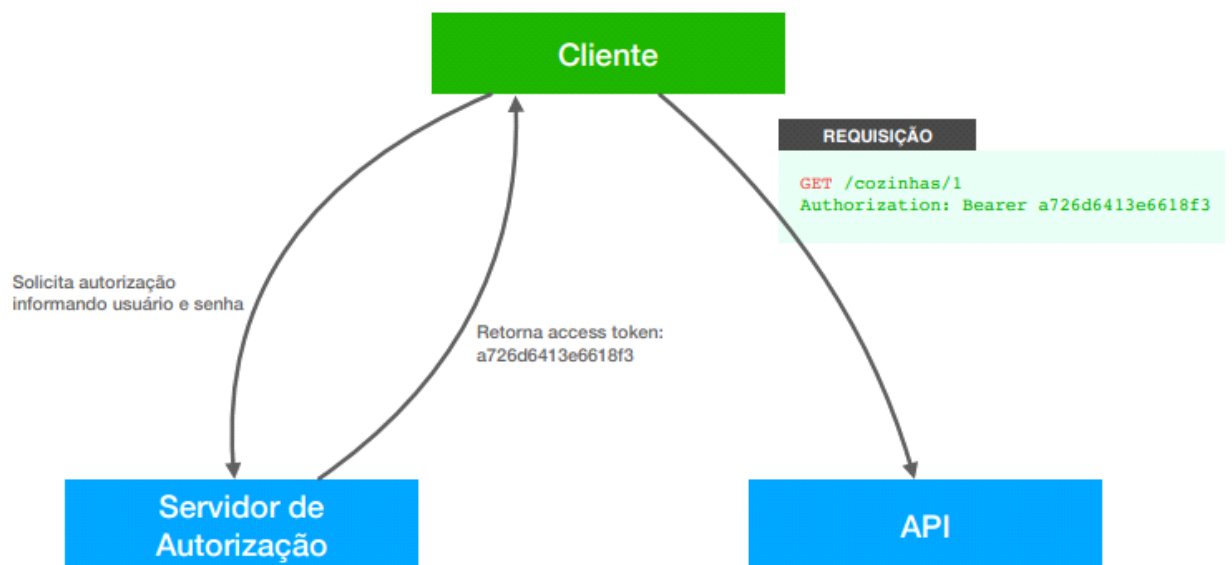 Cliente
REQUISIÇÃO
GET /cozinhas/1
Authorization: Bearer a726d6413e6618f3
Solicita autorização
informando usuário e senha
Retorna access token:
a726d6413e6618f3
Servidor de
Autorização
API